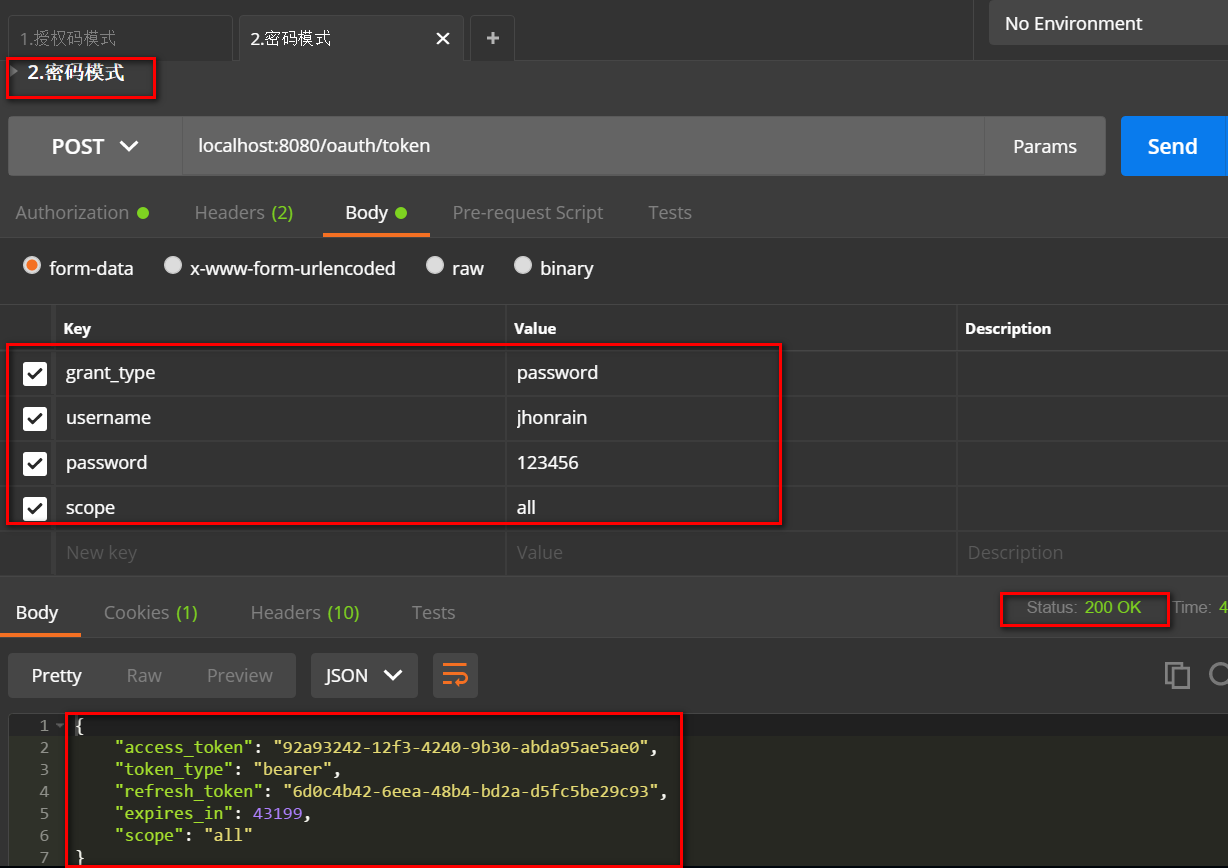 1.授权码模式 2.密码模式 No Environment
2.密码模式
POST localhost:8080/oauth/token Params Send
Authorization Headers (2) Body Pre-request Script Tests
form-data x-www-form-urlencoded raw binary
Key Value Description
grant_type password
username jhonrain
password 123456
scope all
New key Value Description
Body Cookies (1) Headers (10) Tests Status: 200 OK Time: 4
Pretty Raw Preview JSON
1 {
2 "access_token": "92a93242-12f3-4240-9b30-abda95ae5ae0",
3 "token_type": "bearer",
4 "refresh_token": "6d0c4b42-6eea-48b4-bd2a-d5fc5be29c93",
5 "expires_in": 43199,
6 "scope": "all"
7 }